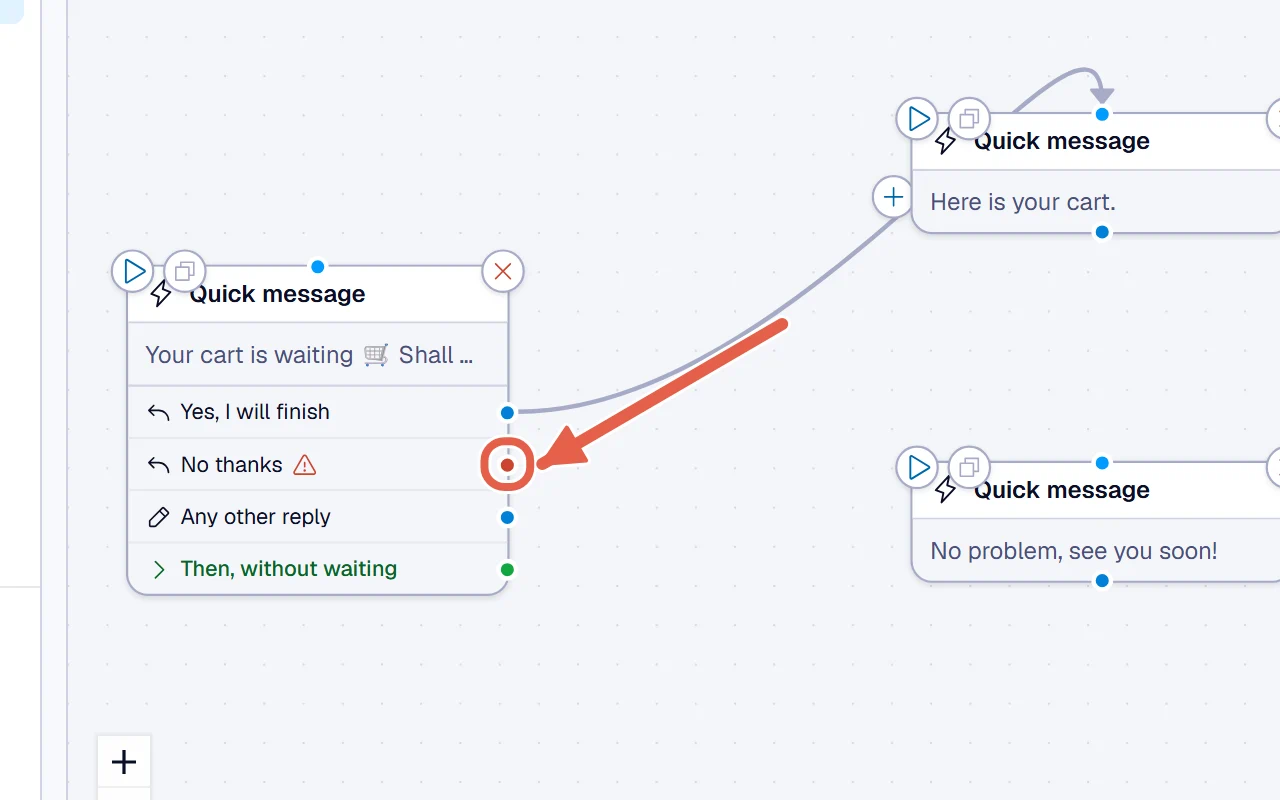 Quick message
Here is your cart.
Quick message
Your cart is waiting 🛒 Shall ...
Yes, I will finish
No thanks
Any other reply
Then, without waiting
Quick message
No problem, see you soon!